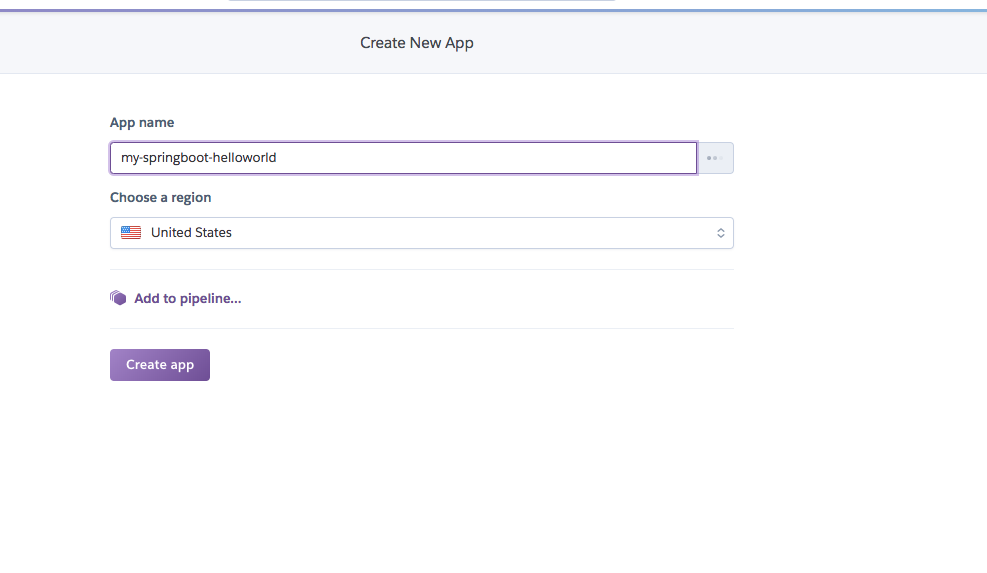 Create New App
App name
my-springboot-helloworld
Choose a region
United States
Add to pipeline...
Create app